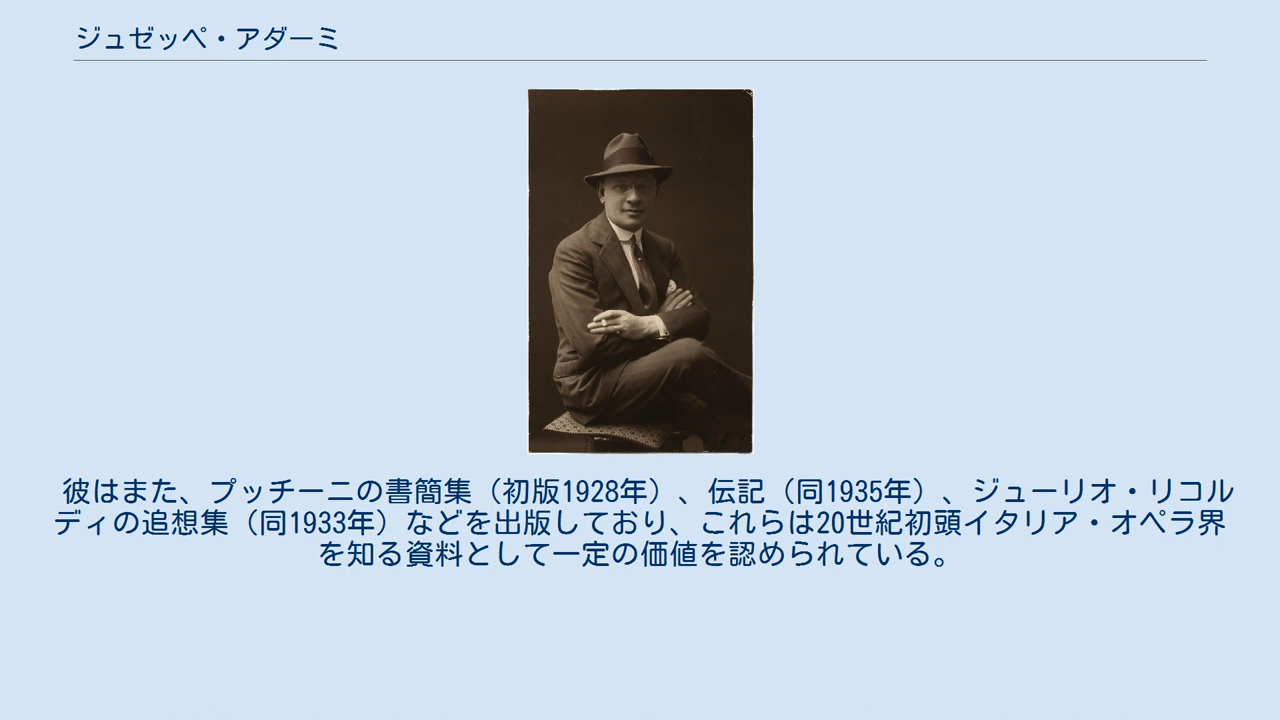 ジュゼッペ・アダーミ
彼はまた、プッチーニの書簡集（初版1928年）、伝記（同1935年）、ジューリオ・リコル
ディの追想集（同1933年）などを出版しており、これらは20世紀初頭イタリア・オペラ界
を知る資料として一定の価値を認められている。